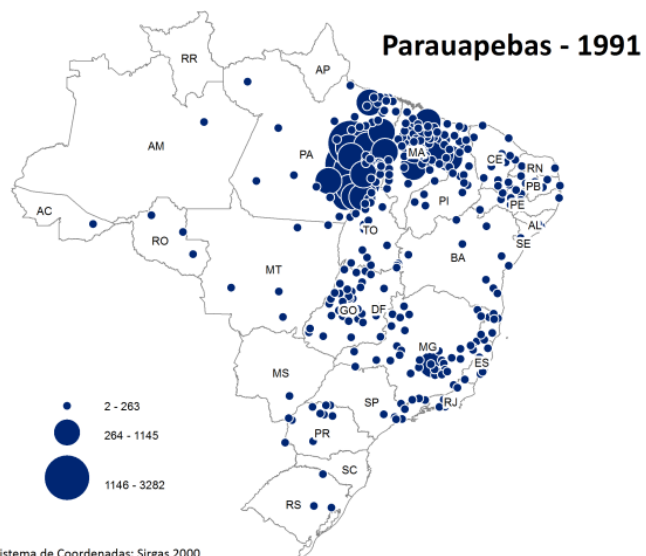 Parauapebas - 1991
RR
AP
AM
PA
MA
CE
RN
PB
PE
PI
AL
SE
AC
RO
TO
BA
MT
GO
DF
MG
ES
MS
SP
RJ
PR
SC
RS
2 - 263
264 - 1145
1146 - 3282
istema de Coordenadas: Sirgas 2000